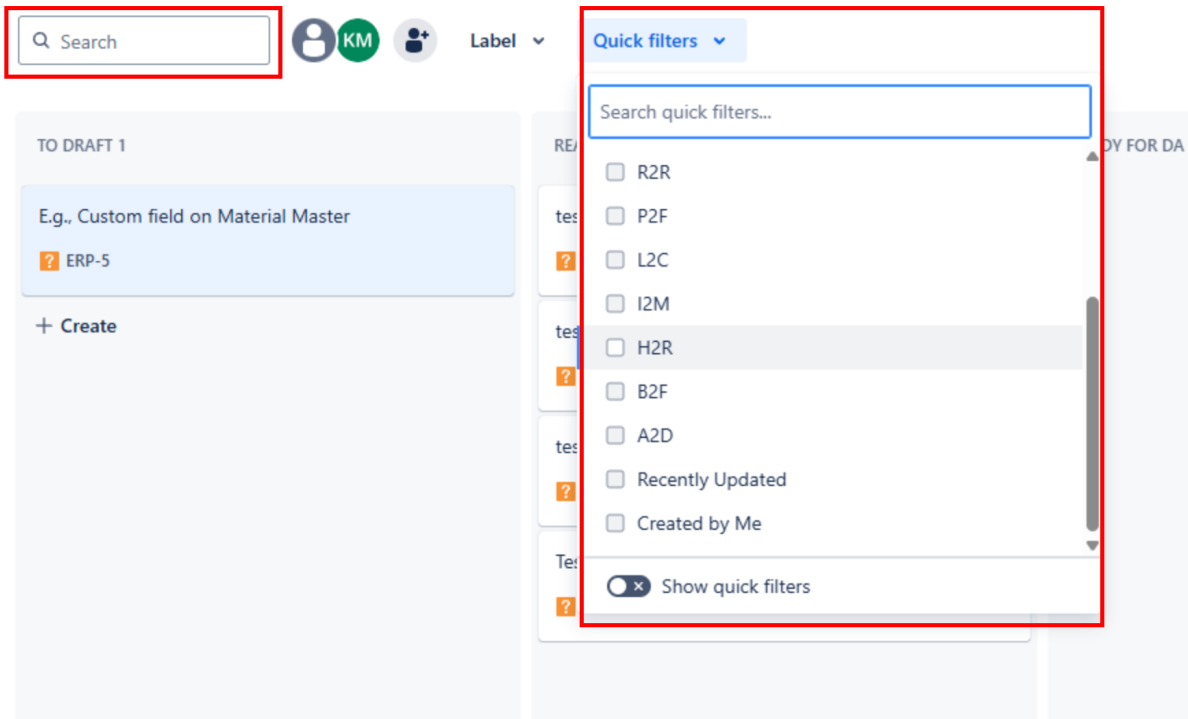 Search
KM
Label
Quick filters
Search quick filters...
TO DRAFT 1
E.g., Custom field on Material Master
? ERP-5
+ Create
R2R
P2F
L2C
I2M
H2R
B2F
A2D
Recently Updated
Created by Me
Show quick filters